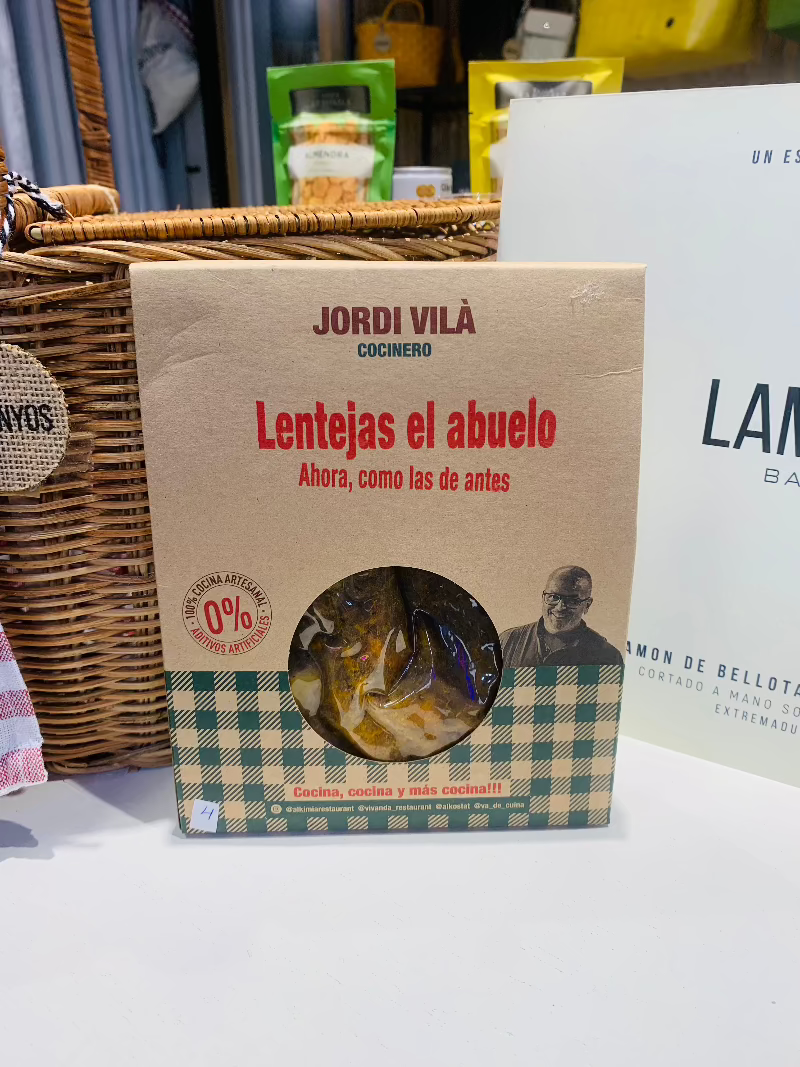 ALMENDRA
UN ES
JORDI VILÀ
COCINERO
Lentejas el abuelo
Ahora, como las de antes
NYOS
LAM
BA
100% COCINA ARTESANAL
0%
ADITIVOS ARTIFICIALES
AMON DE BELLOTA
CORTADO A MANO SO
EXTREMADU
Cocina, cocina y más cocina!!!
@alkimiarestaurant @vivanda_restaurant @alkostat @va_de_cuina
4